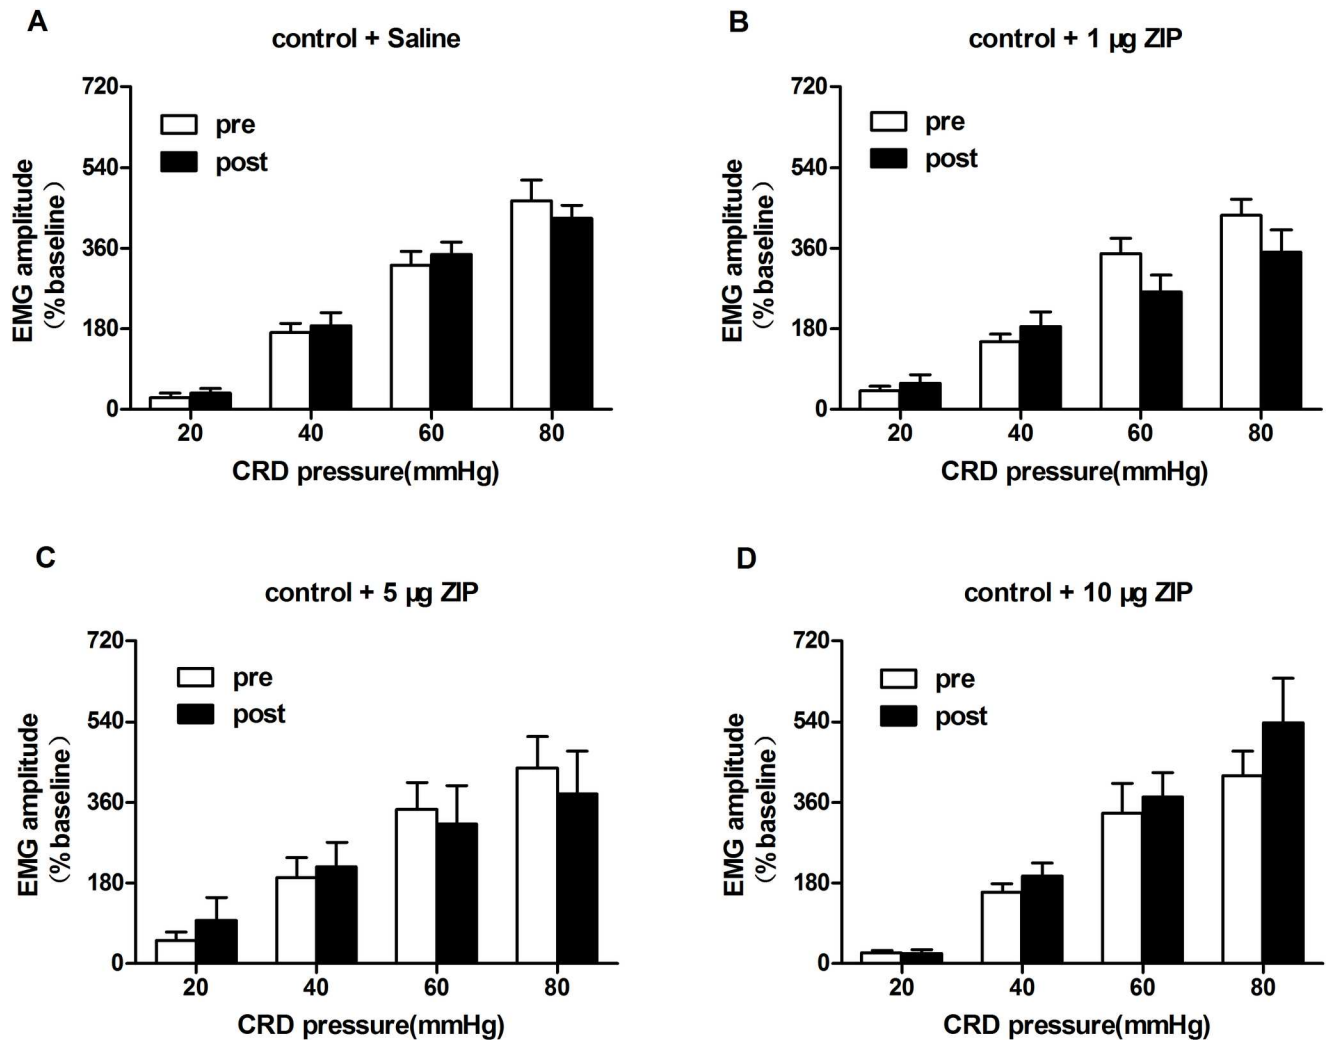 A
control + Saline
720
540
360
180
0
pre
post
EMG amplitude
(%baseline)
20 40 60 80
CRD pressure(mmHg)
B
control + 1 µg ZIP
720
540
360
180
0
pre
post
EMG amplitude
(%baseline)
20 40 60 80
CRD pressure(mmHg)
C
control + 5 µg ZIP
720
540
360
180
0
pre
post
EMG amplitude
(%baseline)
20 40 60 80
CRD pressure(mmHg)
D
control + 10 µg ZIP
720
540
360
180
0
pre
post
EMG amplitude
(%baseline)
20 40 60 80
CRD pressure(mmHg)